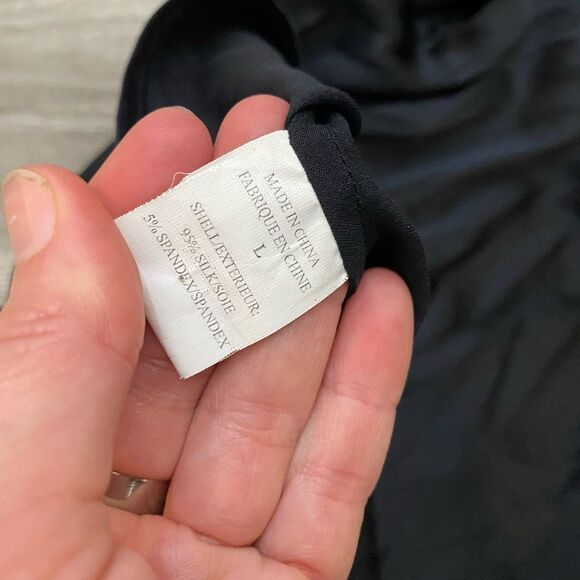 MADE IN CHINA
FABRIQUE EN CHINE
L
SHELL/EXTERIEUR:
95% SILK/SOIE
5% SPANDEX/SPANDEX